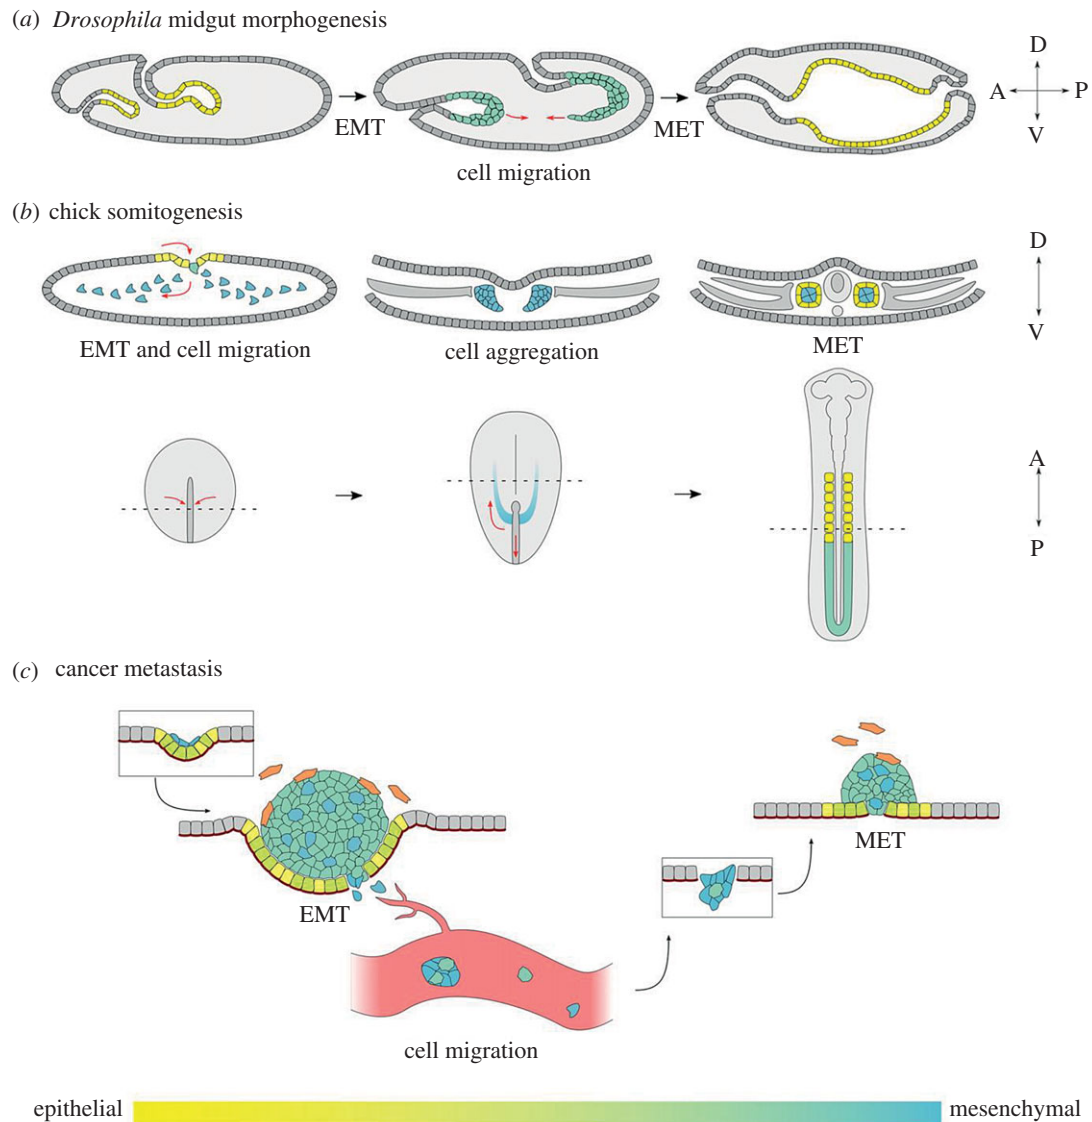 (a) Drosophila midgut morphogenesis
D
A P
V
EMT
MET
cell migration
(b) chick somitogenesis
D
V
EMT and cell migration
cell aggregation
MET
A
P
(c) cancer metastasis
EMT
MET
cell migration
epithelial
mesenchymal